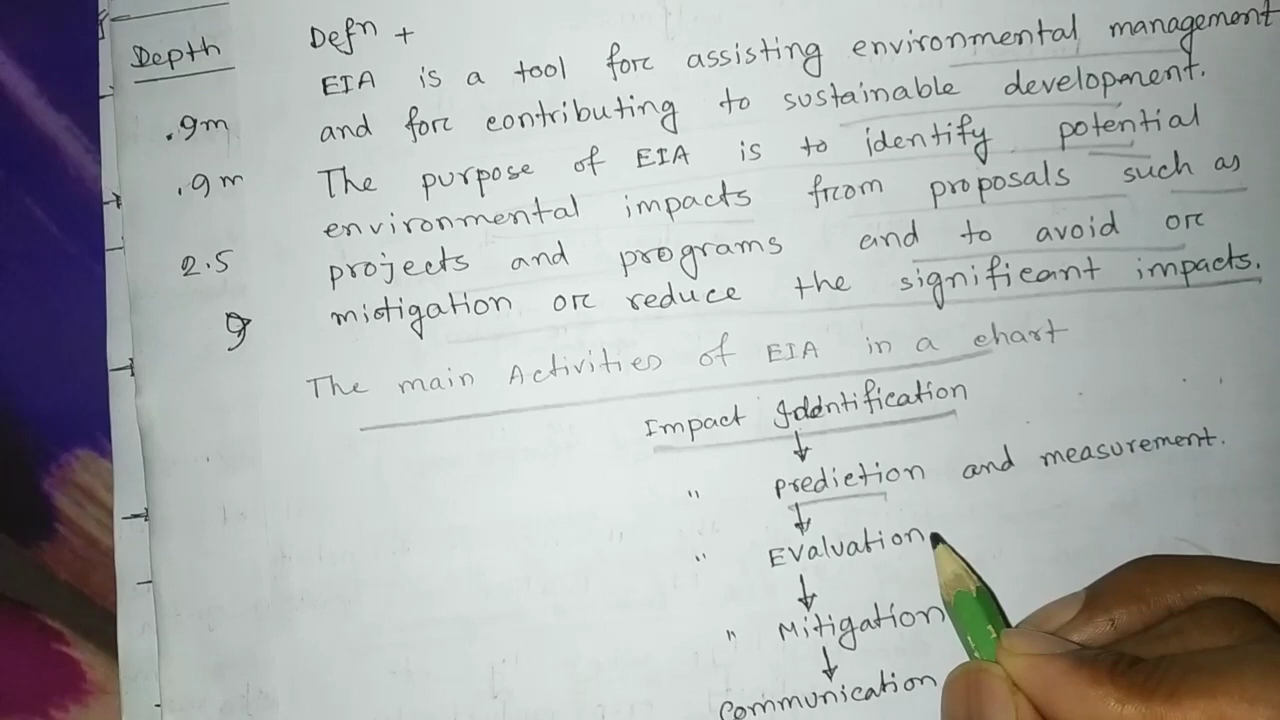 Depth
.9m
.9m
2.5
9
Defn +
EIA is a tool for assisting environmental management
and for contributing to sustainable development.
The purpose of EIA is to identify potential
environmental impacts from proposals such as
projects and programs and to avoid or
mistigation or reduce the significant impacts.
The main Activities of EIA in a chart
Impact Identification
↓
" prediction and measurement.
↓
" Evaluation
↓
" Mitigation
↓
Communication